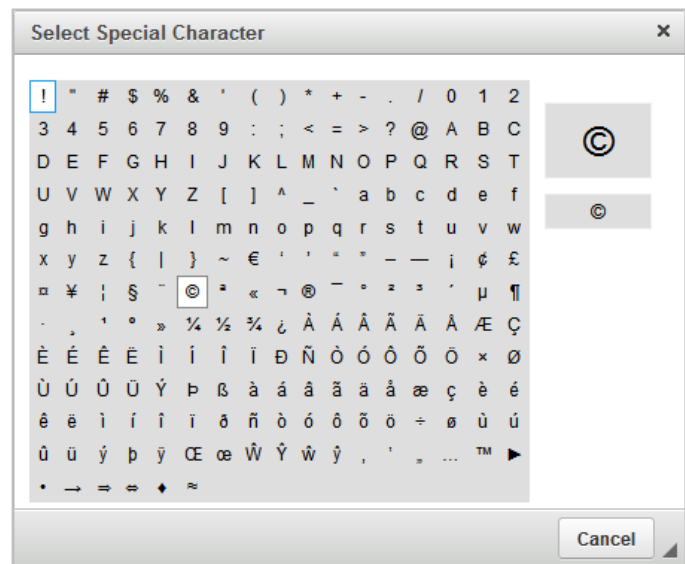 Select Special Character ×
! " # $ % & ' ( ) * + - . / 0 1 2
3 4 5 6 7 8 9 : ; < = > ? @ A B C
D E F G H I J K L M N O P Q R S T
U V W X Y Z [ ] ^ _ ` a b c d e f
g h i j k l m n o p q r s t u v w
x y z { | } ~ € ‘ ’ “ ” – — ¡ ¢ £
¤ ¥ ¦ § ¨ © ª « ¬ ® ¯ ° ² ³ ´ µ ¶
· ¸ ¹ º » ¼ ½ ¾ ¿ À Á Â Ã Ä Å Æ Ç
È É Ê Ë Ì Í Î Ï Ð Ñ Ò Ó Ô Õ Ö × Ø
Ù Ú Û Ü Ý Þ ß à á â ã ä å æ ç è é
ê ë ì í î ï ð ñ ò ó ô õ ö ÷ ø ù ú
û ü ý þ ÿ Œ œ Ŵ Ŷ ŵ ŷ ‚ ‛ „ … ™ ►
• → ⇒ ⇔ ♦ ≈
©
©
Cancel